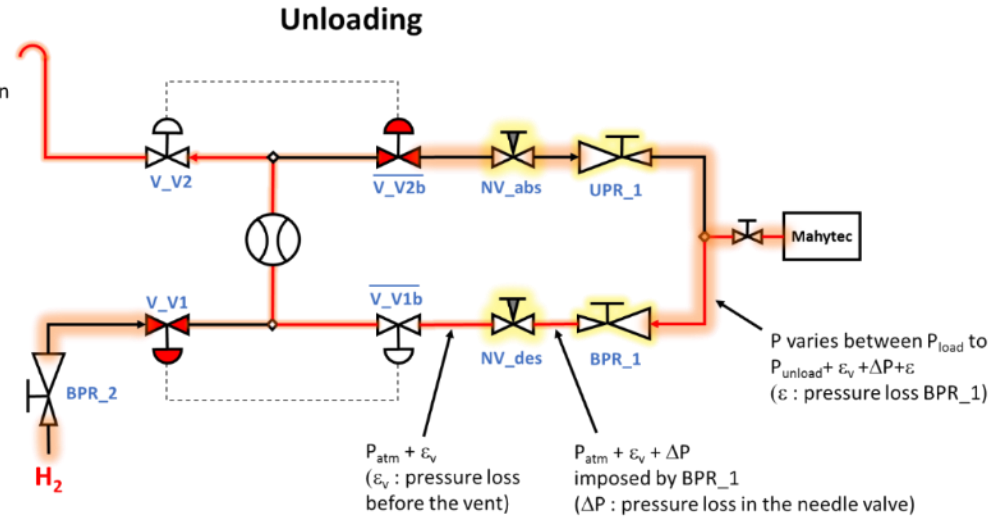 Unloading
n
V_V2
V_V2b
NV_abs
UPR_1
Mahytec
V_V1
V_V1b
NV_des
BPR_1
BPR_2
H2
P varies between Pload to
Punload+ εv +ΔP+ε
(ε : pressure loss BPR_1)
Patm + εv
(εv : pressure loss
before the vent)
Patm + εv + ΔP
imposed by BPR_1
(ΔP : pressure loss in the needle valve)